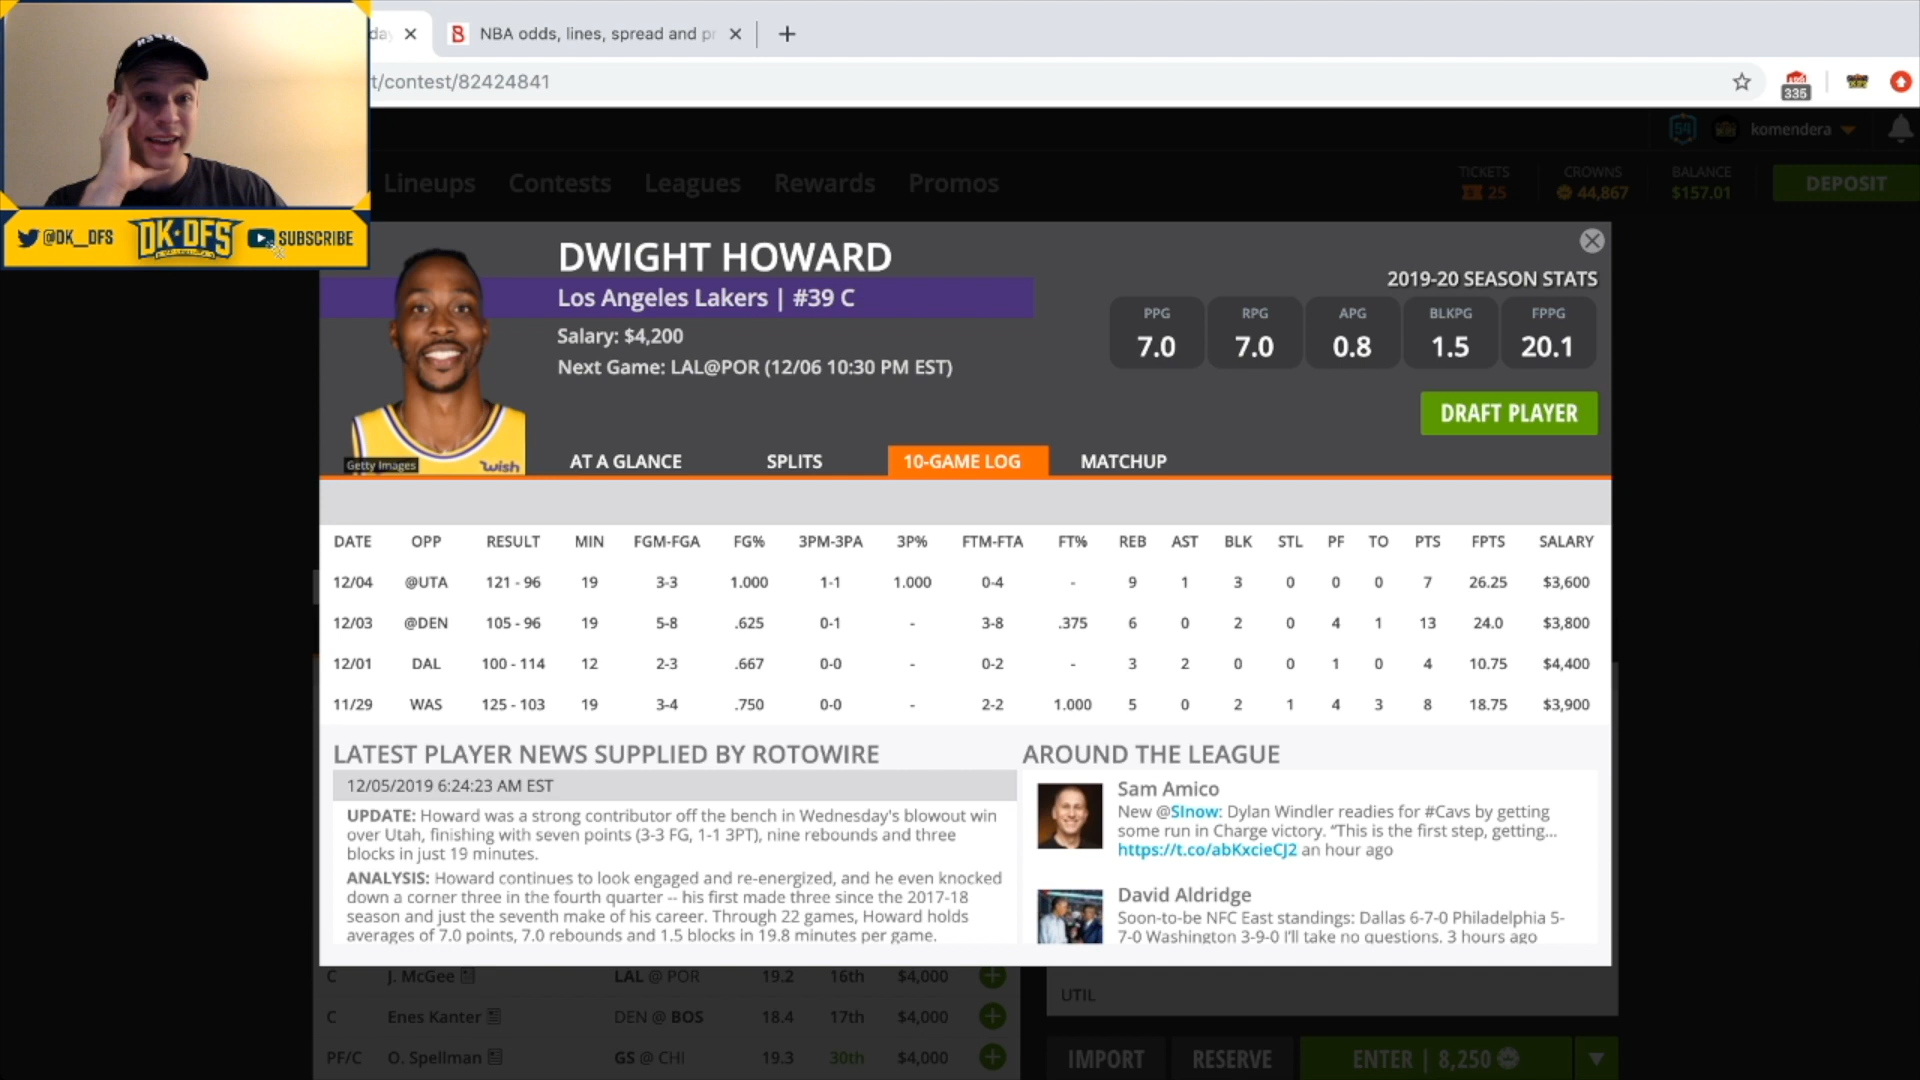 NBA odds, lines, spread and pr
t/contest/82424841
335
54
komendera
Lineups Contests Leagues Rewards Promos
TICKETS
25
CROWNS
44,867
BALANCE
$157.01
DEPOSIT
@DK__DFS
DK★DFS
SUBSCRIBE
DWIGHT HOWARD
Los Angeles Lakers | #39 C
Salary: $4,200
Next Game: LAL@POR (12/06 10:30 PM EST)
2019-20 SEASON STATS
PPG RPG APG BLKPG FPPG
7.0 7.0 0.8 1.5 20.1
DRAFT PLAYER
Getty Images
wish
AT A GLANCE SPLITS 10-GAME LOG MATCHUP
DATE OPP RESULT MIN FGM-FGA FG% 3PM-3PA 3P% FTM-FTA FT% REB AST BLK STL PF TO PTS FPTS SALARY
12/04 @UTA 121 - 96 19 3-3 1.000 1-1 1.000 0-4 - 9 1 3 0 0 0 7 26.25 $3,600
12/03 @DEN 105 - 96 19 5-8 .625 0-1 - 3-8 .375 6 0 2 0 4 1 13 24.0 $3,800
12/01 DAL 100 - 114 12 2-3 .667 0-0 - 0-2 - 3 2 0 0 1 0 4 10.75 $4,400
11/29 WAS 125 - 103 19 3-4 .750 0-0 - 2-2 1.000 5 0 2 1 4 3 8 18.75 $3,900
LATEST PLAYER NEWS SUPPLIED BY ROTOWIRE
12/05/2019 6:24:23 AM EST
UPDATE: Howard was a strong contributor off the bench in Wednesday's blowout win
over Utah, finishing with seven points (3-3 FG, 1-1 3PT), nine rebounds and three
blocks in just 19 minutes.
ANALYSIS: Howard continues to look engaged and re-energized, and he even knocked
down a corner three in the fourth quarter -- his first made three since the 2017-18
season and just the seventh make of his career. Through 22 games, Howard holds
averages of 7.0 points, 7.0 rebounds and 1.5 blocks in 19.8 minutes per game.
AROUND THE LEAGUE
Sam Amico
New @SInow: Dylan Windler readies for #Cavs by getting
some run in Charge victory. “This is the first step, getting...
https://t.co/abKxcieCJ2 an hour ago
David Aldridge
Soon-to-be NFC East standings: Dallas 6-7-0 Philadelphia 5-
7-0 Washington 3-9-0 I'll take no questions. 3 hours ago
C J. McGee LAL @ POR 19.2 16th $4,000
C Enes Kanter DEN @ BOS 18.4 17th $4,000
PF/C O. Spellman GS @ CHI 19.3 30th $4,000
UTIL
IMPORT RESERVE ENTER | 8,250